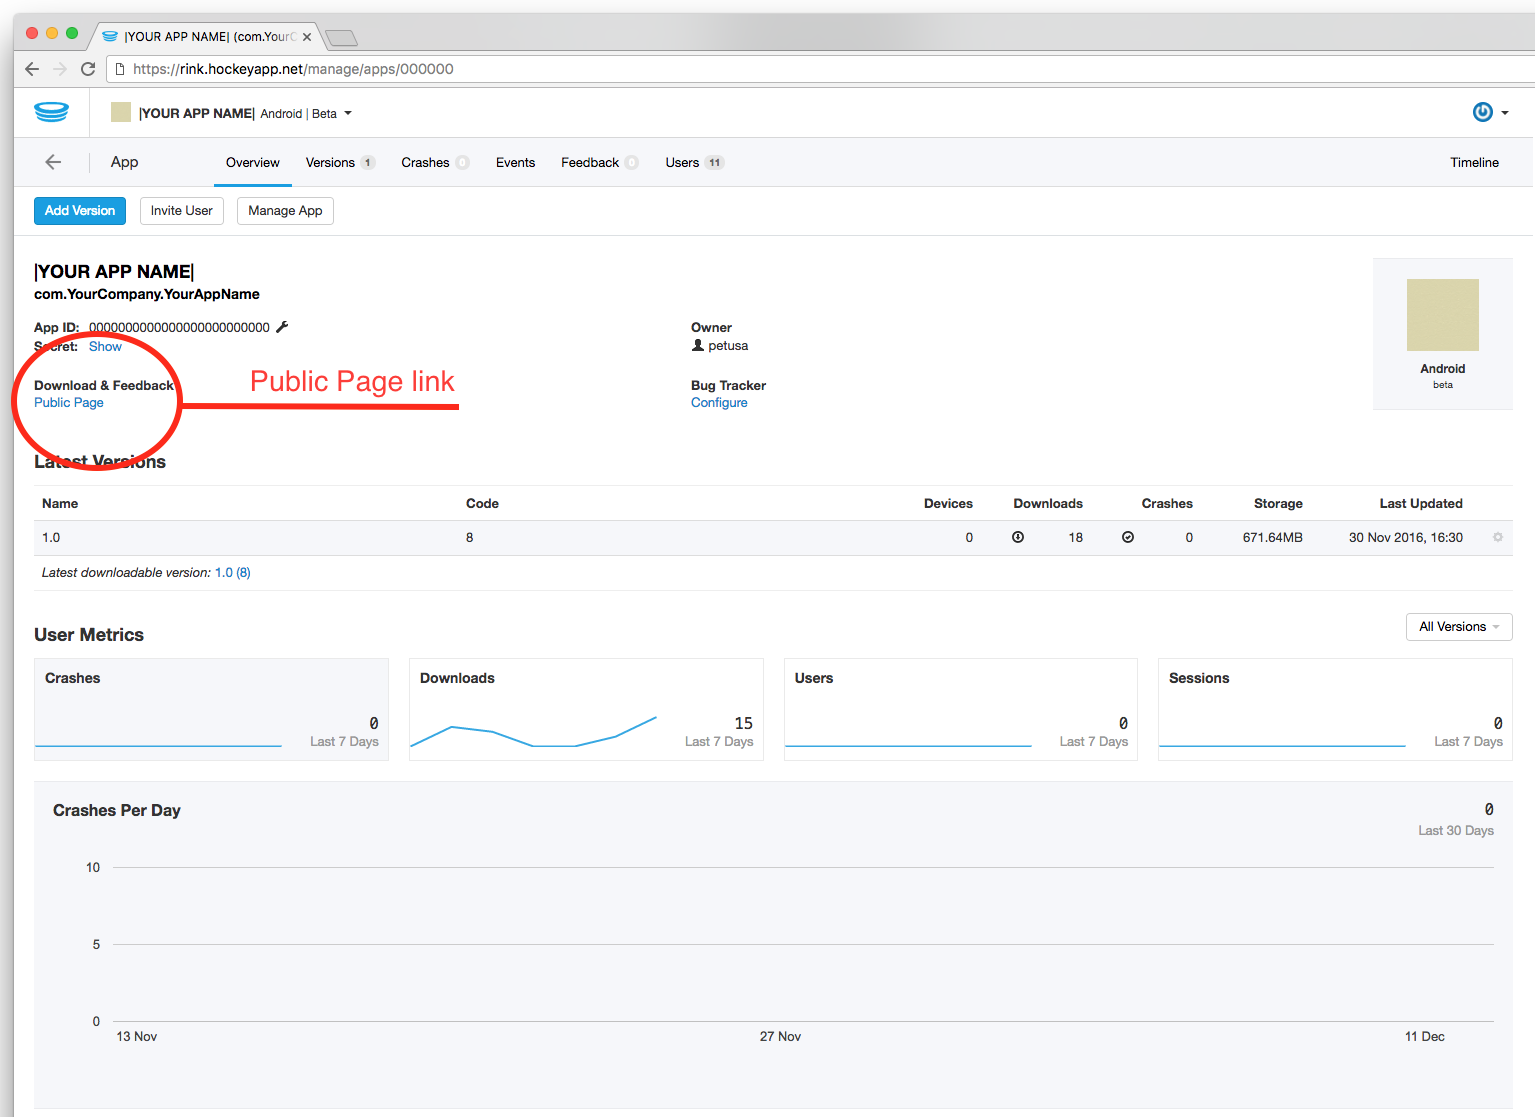 |YOUR APP NAME| (com.YourC
https://rink.hockeyapp.net/manage/apps/000000
|YOUR APP NAME| Android | Beta
App Overview Versions 1 Crashes 0 Events Feedback 0 Users 11 Timeline
Add Version Invite User Manage App
|YOUR APP NAME|
com.YourCompany.YourAppName
App ID: 0000000000000000000000000 Owner
Secret: Show petusa
Android
beta
Download & Feedback Public Page link Bug Tracker
Public Page Configure
Latest Versions
Name Code Devices Downloads Crashes Storage Last Updated
1.0 8 0 18 0 671.64MB 30 Nov 2016, 16:30
Latest downloadable version: 1.0 (8)
User Metrics All Versions
Crashes Downloads Users Sessions
0 15 0 0
Last 7 Days Last 7 Days Last 7 Days Last 7 Days
Crashes Per Day 0
Last 30 Days
10
5
0
13 Nov 27 Nov 11 Dec